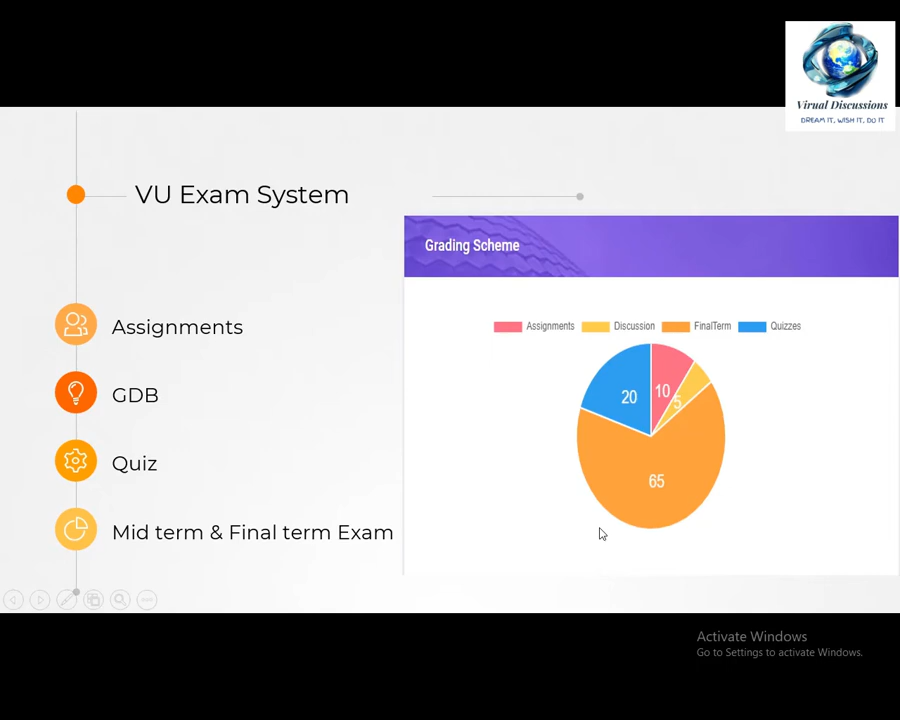 Virual Discussions
DREAM IT, WISH IT, DO IT
VU Exam System
Grading Scheme
Assignments
Discussion
FinalTerm
Quizzes
20
10
5
65
Assignments
GDB
Quiz
Mid term & Final term Exam
Activate Windows
Go to Settings to activate Windows.